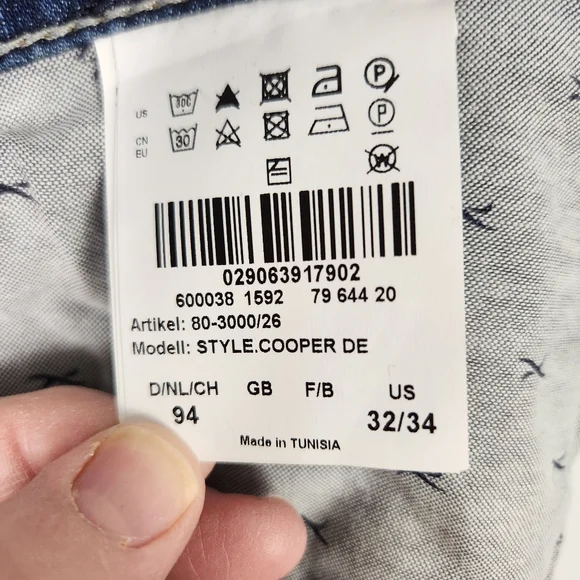 US 30C P
CN
EU 30 P
W
029063917902
600038 1592 79 644 20
Artikel: 80-3000/26
Modell: STYLE.COOPER DE
D/NL/CH GB F/B US
94 32/34
Made in TUNISIA